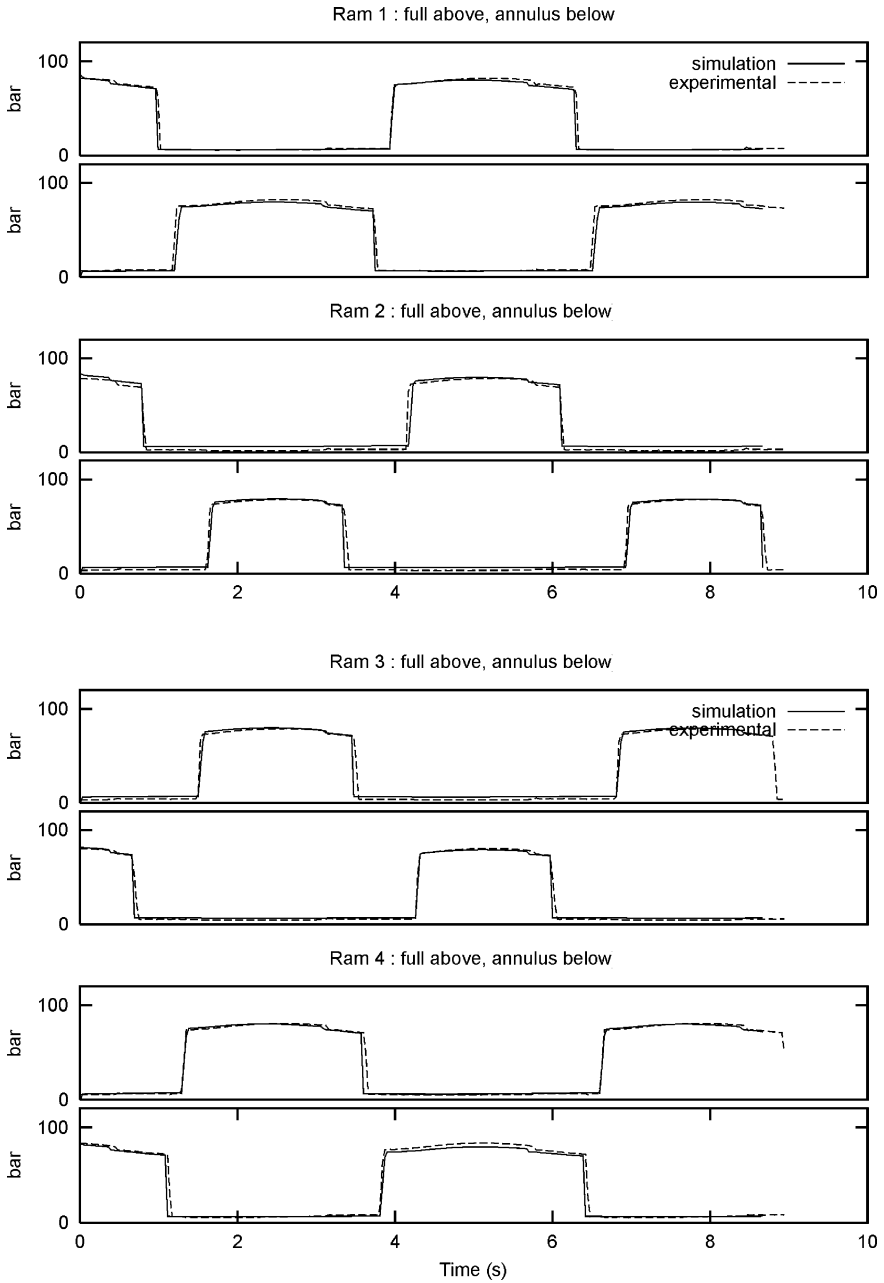 Ram 1 : full above, annulus below
100
bar
0
simulation
experimental
100
bar
0
Ram 2 : full above, annulus below
100
bar
0
100
bar
0
0 2 4 6 8 10
Ram 3 : full above, annulus below
100
bar
0
simulation
experimental
100
bar
0
Ram 4 : full above, annulus below
100
bar
0
100
bar
0
0 2 4 6 8 10
Time (s)